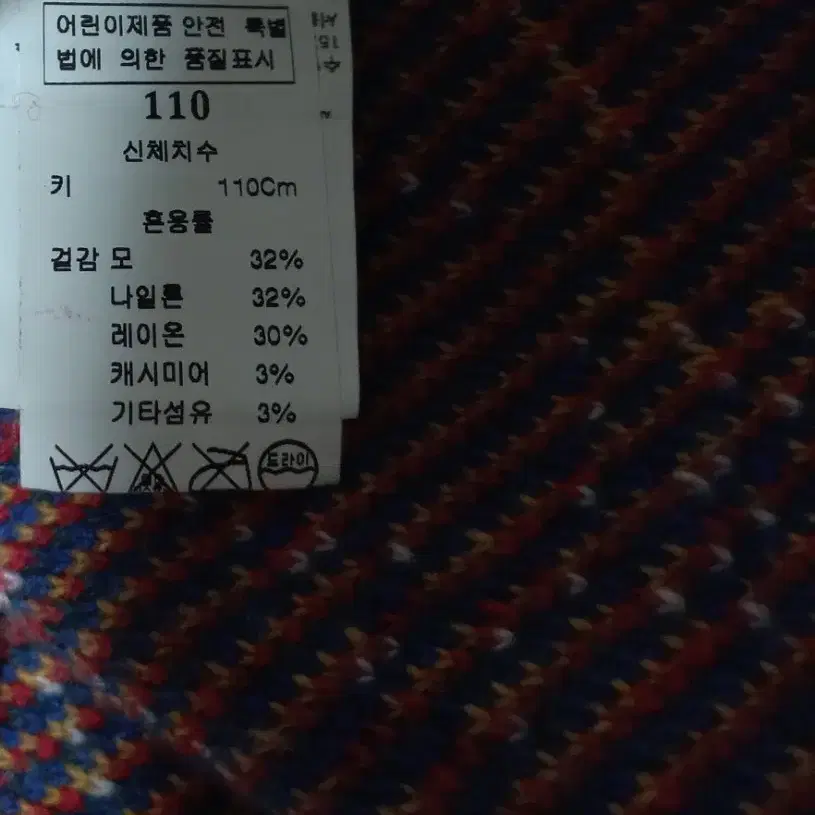 어린이제품 안전 특별
법에 의한 품질표시
110
신체치수
키 110Cm
혼용률
겉감 모 32%
나일론 32%
레이온 30%
캐시미어 3%
기타섬유 3%
드라이